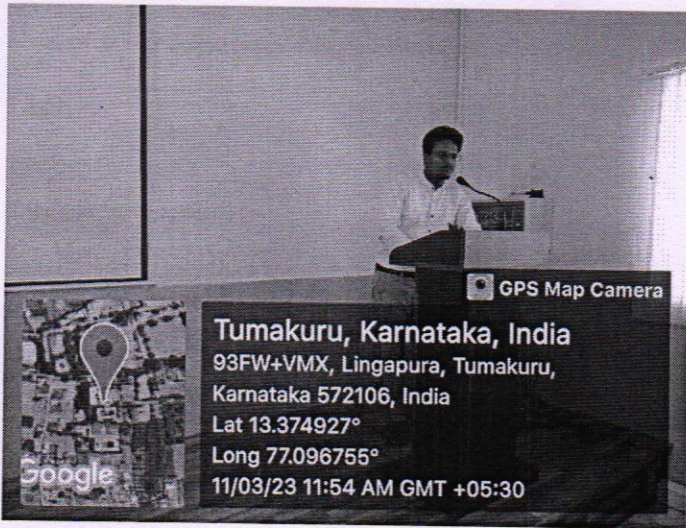 GPS Map Camera
Tumakuru, Karnataka, India
93FW+VMX, Lingapura, Tumakuru,
Karnataka 572106, India
Lat 13.374927°
Long 77.096755°
11/03/23 11:54 AM GMT +05:30
Google